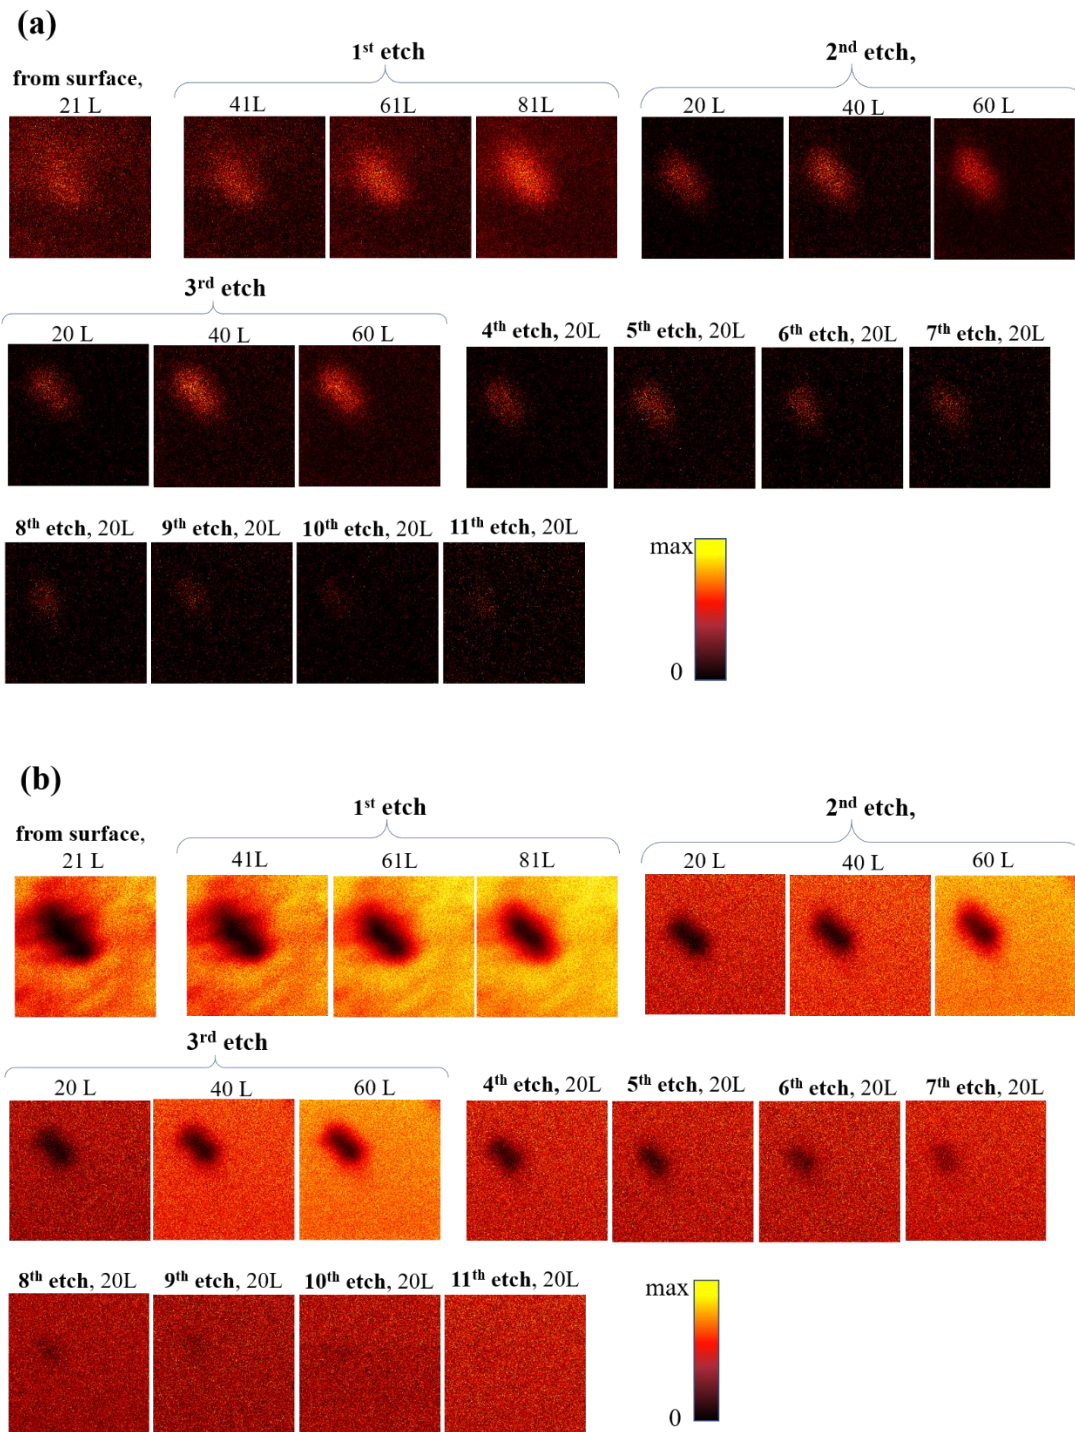 (a)
1st etch
2nd etch,
from surface,
21 L
41L
61L
81L
20 L
40 L
60 L
3rd etch
20 L
40 L
60 L
4th etch, 20L
5th etch, 20L
6th etch, 20L
7th etch, 20L
8th etch, 20L
9th etch, 20L
10th etch, 20L
11th etch, 20L
max
0
(b)
1st etch
2nd etch,
from surface,
21 L
41L
61L
81L
20 L
40 L
60 L
3rd etch
20 L
40 L
60 L
4th etch, 20L
5th etch, 20L
6th etch, 20L
7th etch, 20L
8th etch, 20L
9th etch, 20L
10th etch, 20L
11th etch, 20L
max
0